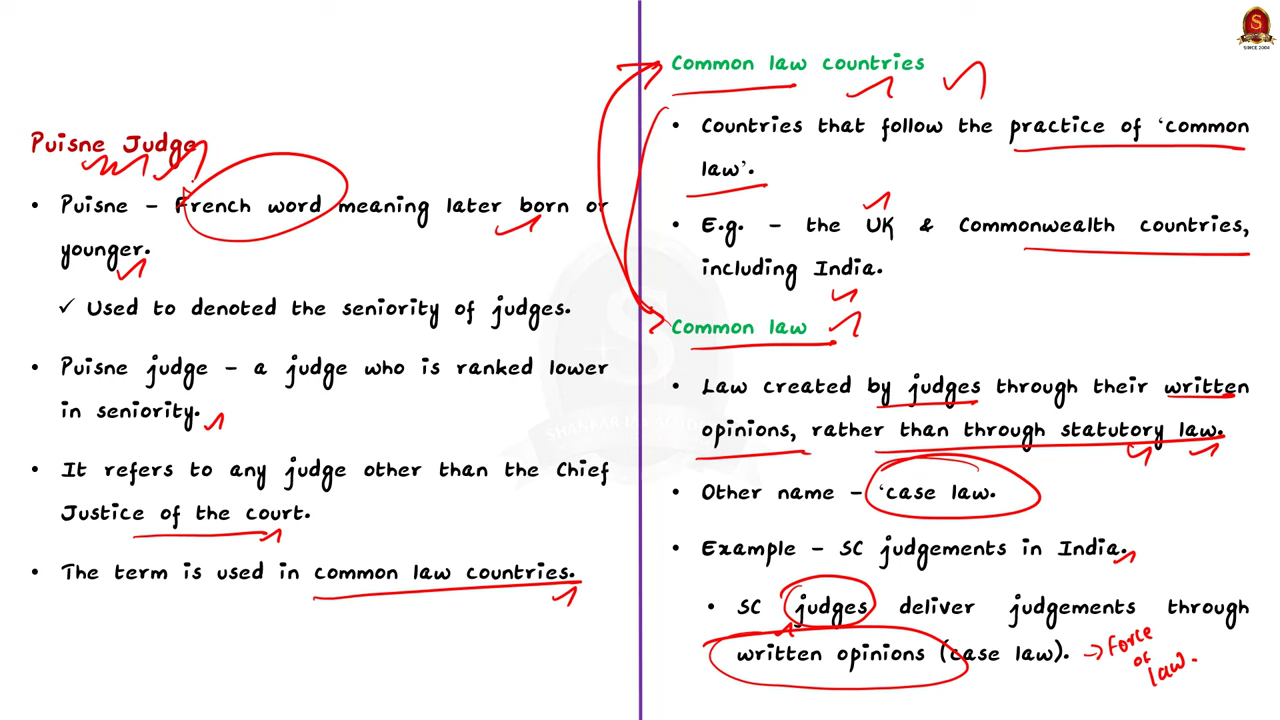 Puisne Judge
• Puisne – French word meaning later born or
younger.
✓ Used to denoted the seniority of judges.
• Puisne judge – a judge who is ranked lower
in seniority.
• It refers to any judge other than the Chief
Justice of the court.
• The term is used in common law countries.
S
SINCE 2004
Common law countries
• Countries that follow the practice of ‘common
law’.
• E.g. – the UK & Commonwealth countries,
including India.
Common law
• Law created by judges through their written
opinions, rather than through statutory law.
• Other name – ‘case law.
• Example – SC judgements in India.
• SC judges deliver judgements through
written opinions (case law). → Force
of
law.